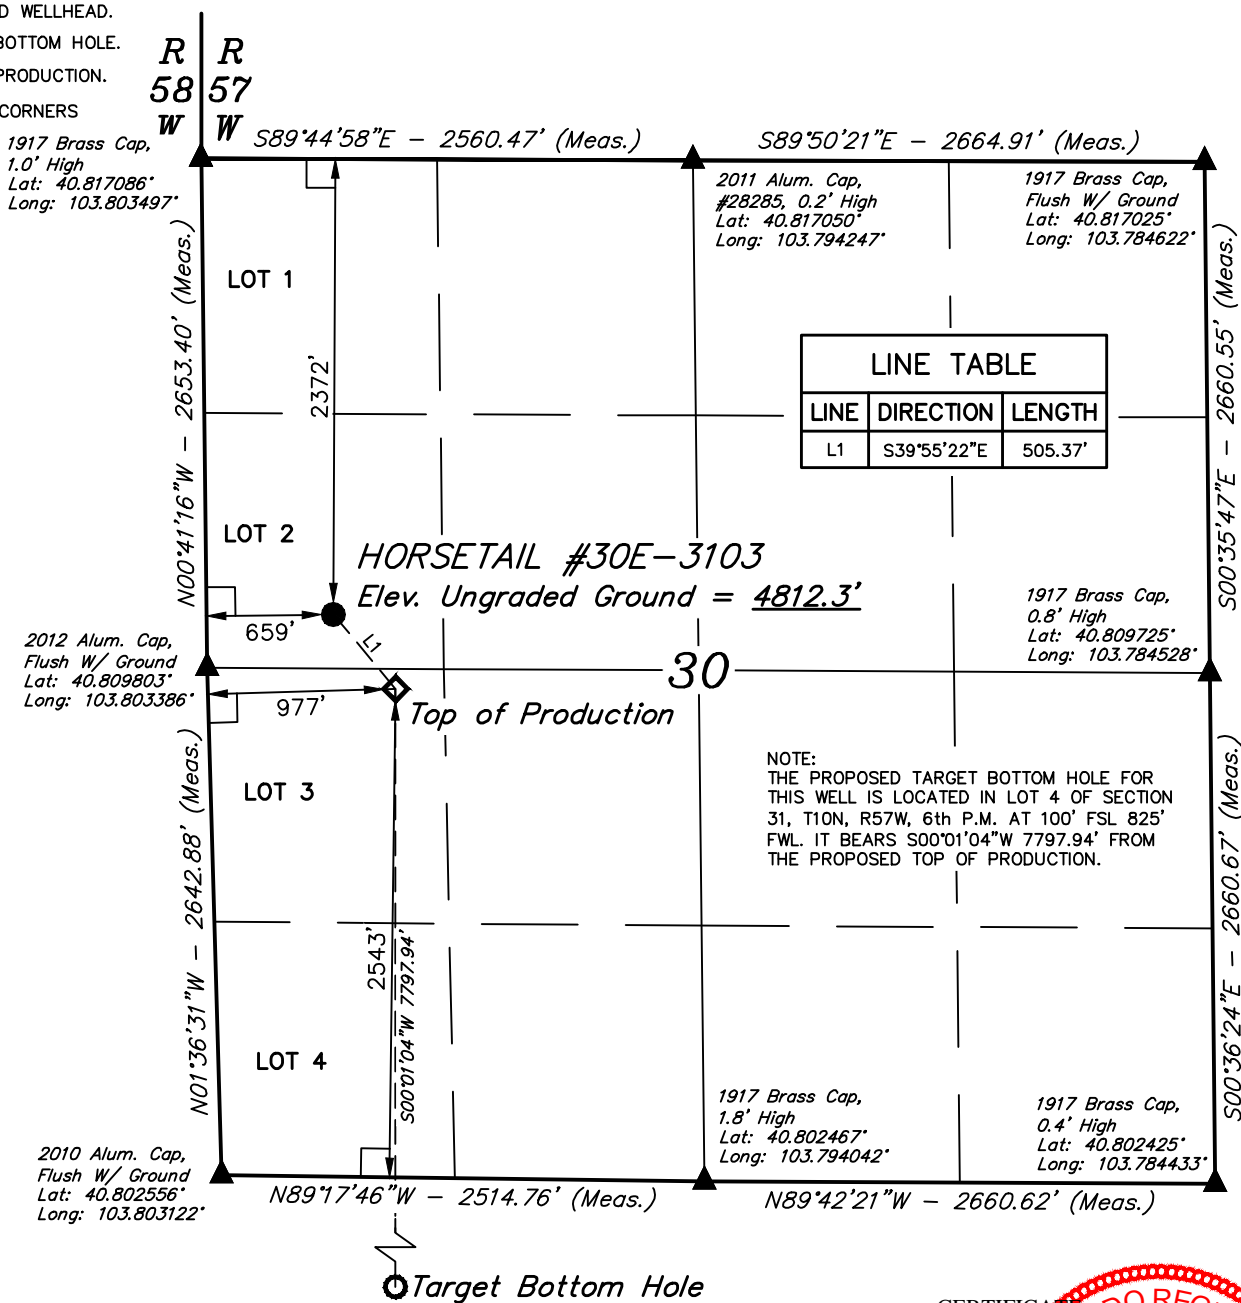 D WELLHEAD.
BOTTOM HOLE.
PRODUCTION.
CORNERS
R R
58 57
W W
1917 Brass Cap,
1.0' High
Lat: 40.817086°
Long: 103.803497°
S89°44'58"E - 2560.47' (Meas.)
S89°50'21"E - 2664.91' (Meas.)
2011 Alum. Cap,
#28285, 0.2' High
Lat: 40.817050°
Long: 103.794247°
1917 Brass Cap,
Flush W/ Ground
Lat: 40.817025°
Long: 103.784622°
N00°41'16"W - 2653.40' (Meas.)
LOT 1
2372'
S00°35'47"E - 2660.55' (Meas.)
LINE TABLE
LINE DIRECTION LENGTH
L1 S39°55'22"E 505.37'
LOT 2
HORSETAIL #30E-3103
Elev. Ungraded Ground = 4812.3'
659'
L1
1917 Brass Cap,
0.8' High
Lat: 40.809725°
Long: 103.784528°
2012 Alum. Cap,
Flush W/ Ground
Lat: 40.809803°
Long: 103.803386°
30
977'
Top of Production
N01°36'31"W - 2642.88' (Meas.)
LOT 3
NOTE:
THE PROPOSED TARGET BOTTOM HOLE FOR
THIS WELL IS LOCATED IN LOT 4 OF SECTION
31, T10N, R57W, 6th P.M. AT 100' FSL 825'
FWL. IT BEARS S00°01'04"W 7797.94' FROM
THE PROPOSED TOP OF PRODUCTION.
S00°36'24"E - 2660.67' (Meas.)
2543'
S00°01'04"W 7797.94'
LOT 4
1917 Brass Cap,
1.8' High
Lat: 40.802467°
Long: 103.794042°
1917 Brass Cap,
0.4' High
Lat: 40.802425°
Long: 103.784433°
2010 Alum. Cap,
Flush W/ Ground
Lat: 40.802556°
Long: 103.803122°
N89°17'46"W - 2514.76' (Meas.)
N89°42'21"W - 2660.62' (Meas.)
Target Bottom Hole